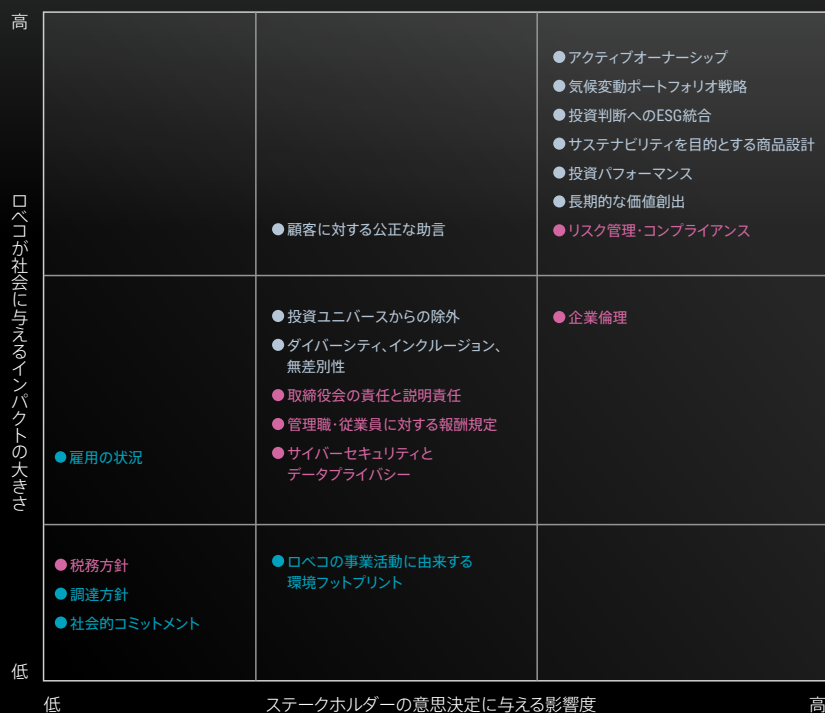 高
ロベコが社会に与えるインパクトの大きさ
低
●アクティブオーナーシップ
●気候変動ポートフォリオ戦略
●投資判断へのESG統合
●サステナビリティを目的とする商品設計
●投資パフォーマンス
●長期的な価値創出
●リスク管理・コンプライアンス
●顧客に対する公正な助言
●投資ユニバースからの除外
●ダイバーシティ、インクルージョン、
無差別性
●取締役会の責任と説明責任
●管理職・従業員に対する報酬規定
●サイバーセキュリティと
データプライバシー
●企業倫理
●雇用の状況
●税務方針
●調達方針
●社会的コミットメント
●ロベコの事業活動に由来する
環境フットプリント
低
ステークホルダーの意思決定に与える影響度
高